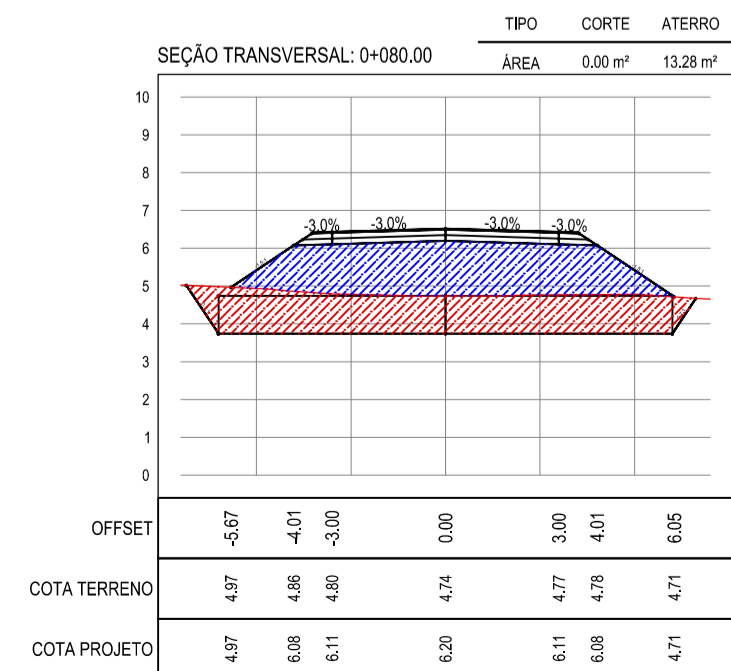 TIPO CORTE ATERRO
SEÇÃO TRANSVERSAL: 0+080.00
ÁREA 0.00 m² 13.28 m²
10
9
8
7
-3.0% -3.0% -3.0% -3.0%
6
5
4
3
2
1
0
OFFSET -5.67 -4.01 -3.00 0.00 3.00 4.01 6.05
COTA TERRENO 4.97 4.86 4.80 4.74 4.77 4.78 4.71
COTA PROJETO 4.97 6.08 6.11 6.20 6.11 6.08 4.71